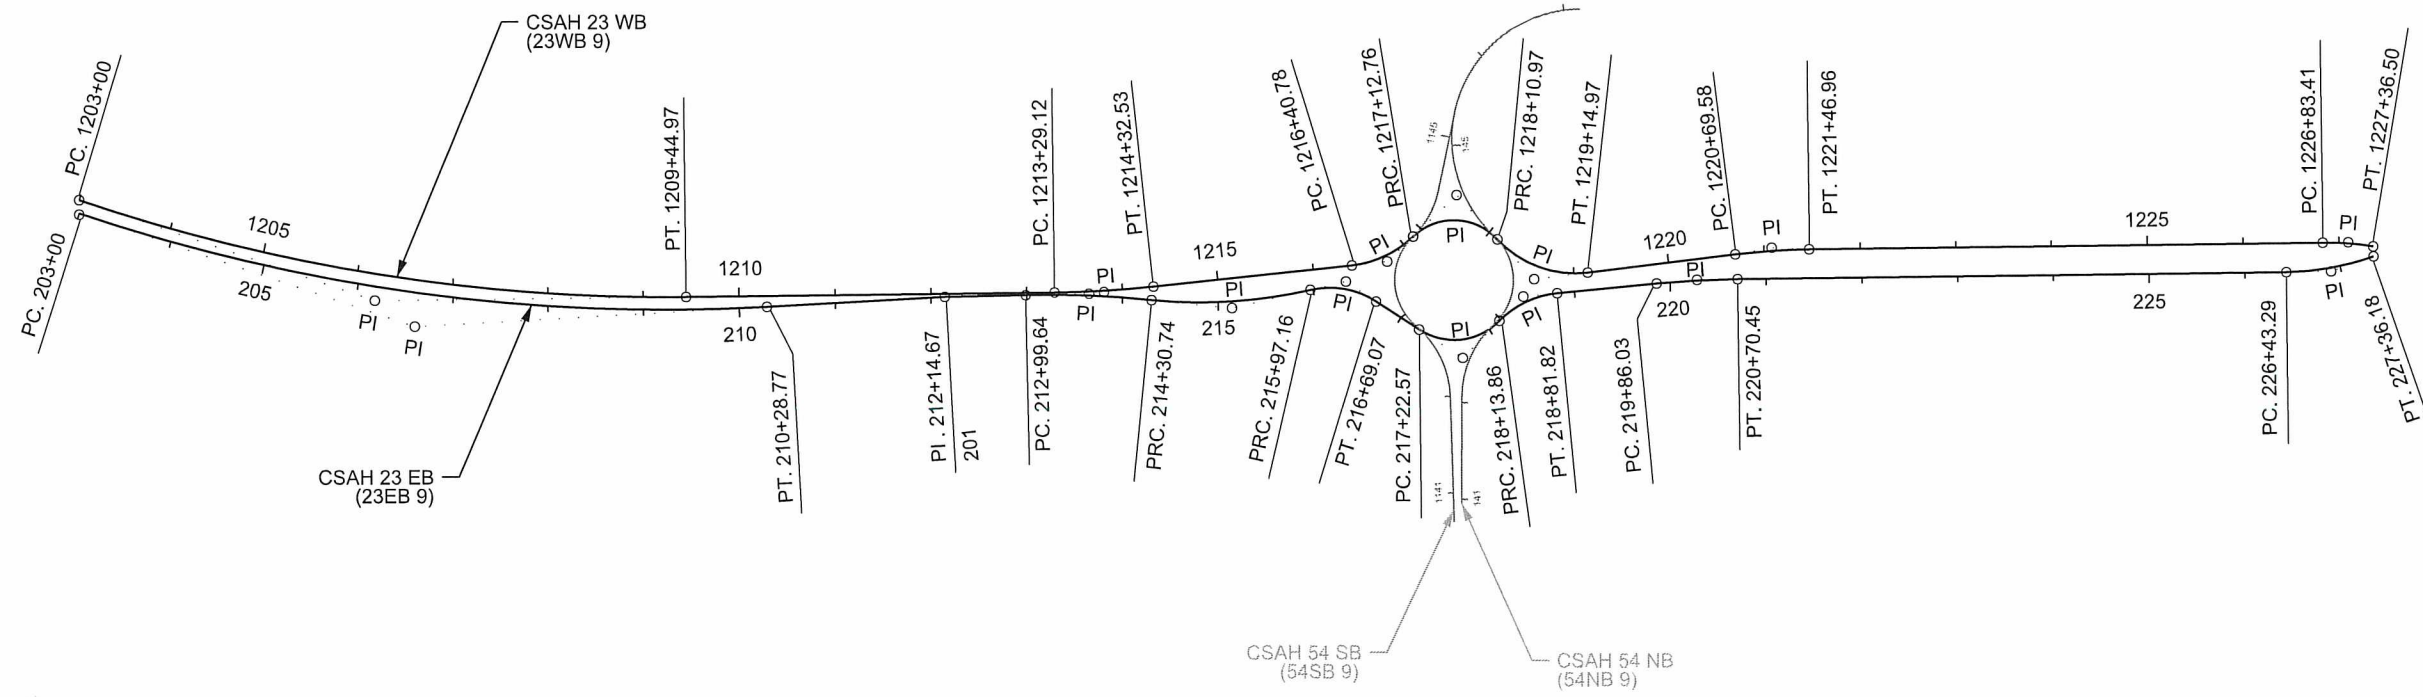 CSAH 23 WB
(23WB 9)
PC. 1203+00
PC. 203+00
1205
205
PI
PI
CSAH 23 EB
(23EB 9)
PT. 1209+44.97
1210
210
PT. 210+28.77
PI. 212+14.67
201
PC. 212+99.64
PC. 1213+29.12
PI
PT. 1214+32.53
PRC. 214+30.74
1215
PI
215
PRC. 215+97.16
PC. 1216+40.78
PI
PI
PT. 216+69.07
PRC. 1217+12.76
PC. 217+22.57
1145
145
PI
PI
1141
141
PRC. 1218+10.97
PRC. 218+13.86
PI
PI
PT. 218+81.82
PT. 1219+14.97
PC. 219+86.03
1220
PI
220
PC. 1220+69.58
PT. 220+70.45
PI
PT. 1221+46.96
1225
225
PC. 226+43.29
PC. 1226+83.41
PI
PI
PT. 1227+36.50
PT. 227+36.18
CSAH 54 SB
(54SB 9)
CSAH 54 NB
(54NB 9)